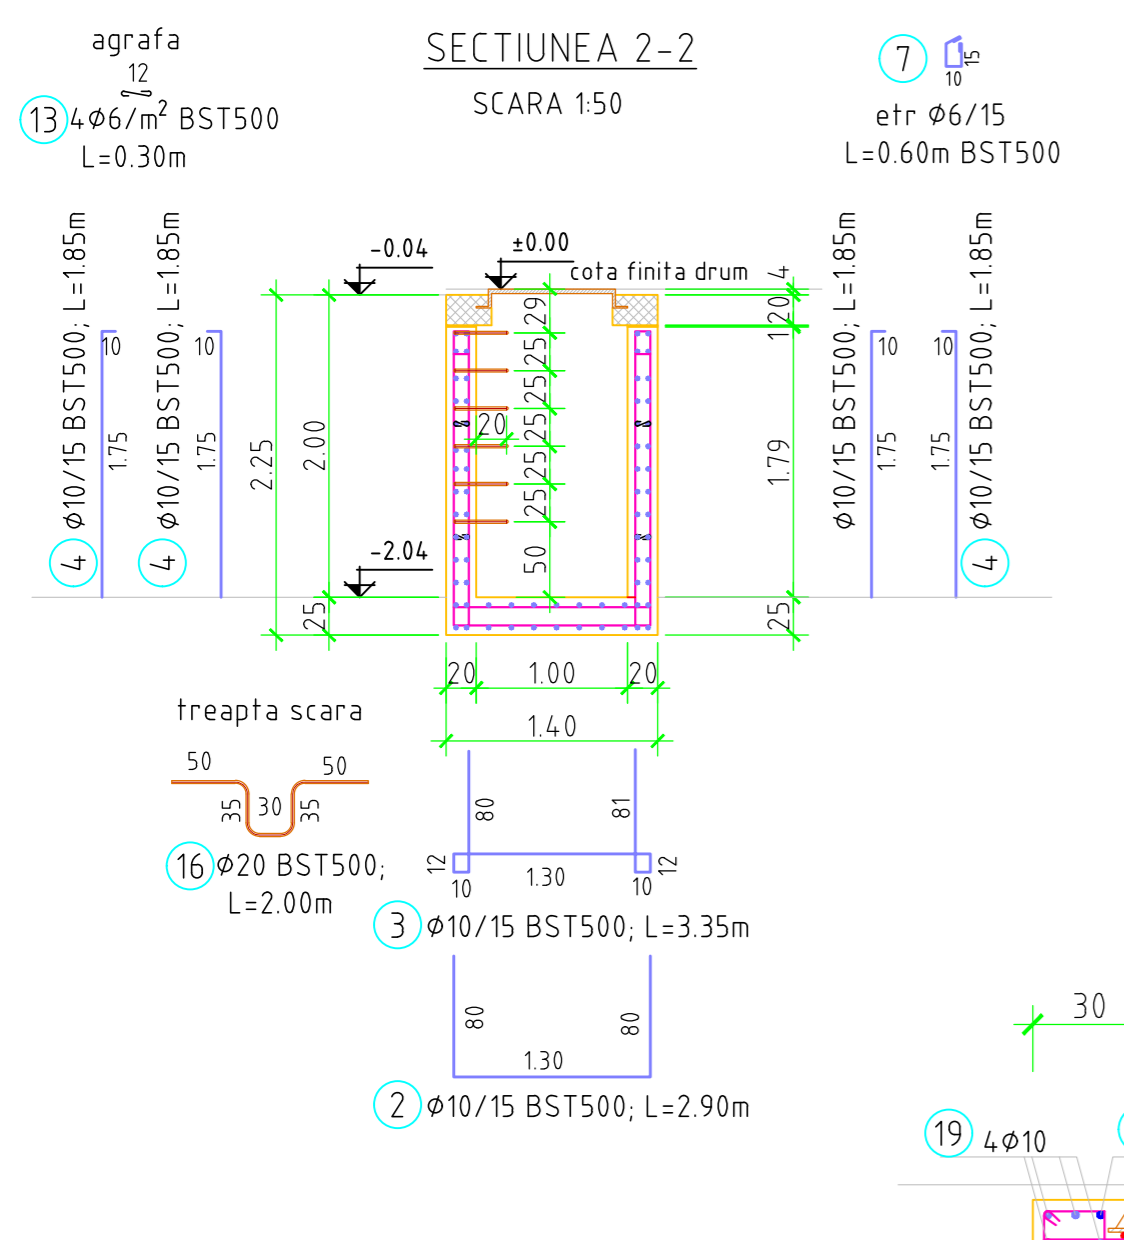 agrafa
12
13 4Φ6/m² BST500
L=0.30m
SECTIUNEA 2-2
SCARA 1:50
7
10
15
etr Φ6/15
L=0.60m BST500
4 Φ10/15 BST500; L=1.85m
10
1.75
4 Φ10/15 BST500; L=1.85m
10
1.75
-0.04
±0.00
cota finita drum
-2.04
2.25
2.00
25
29
25
25
25
25
25
50
20
4
20
1
1.79
25
Φ10/15 BST500; L=1.85m
10
1.75
4 Φ10/15 BST500; L=1.85m
10
1.75
20
1.00
20
1.40
treapta scara
50
50
35
30
35
16 Φ20 BST500;
L=2.00m
80
81
12
10
1.30
10
12
3 Φ10/15 BST500; L=3.35m
80
80
1.30
2 Φ10/15 BST500; L=2.90m
30
19 4Φ10